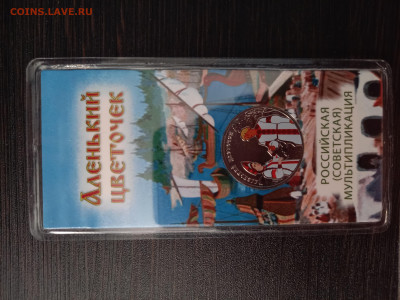 COINS.LAVE.RU
Аленький
цветочек
РОССИЙСКАЯ
(СОВЕТСКАЯ)
МУЛЬТИПЛИКАЦИЯ